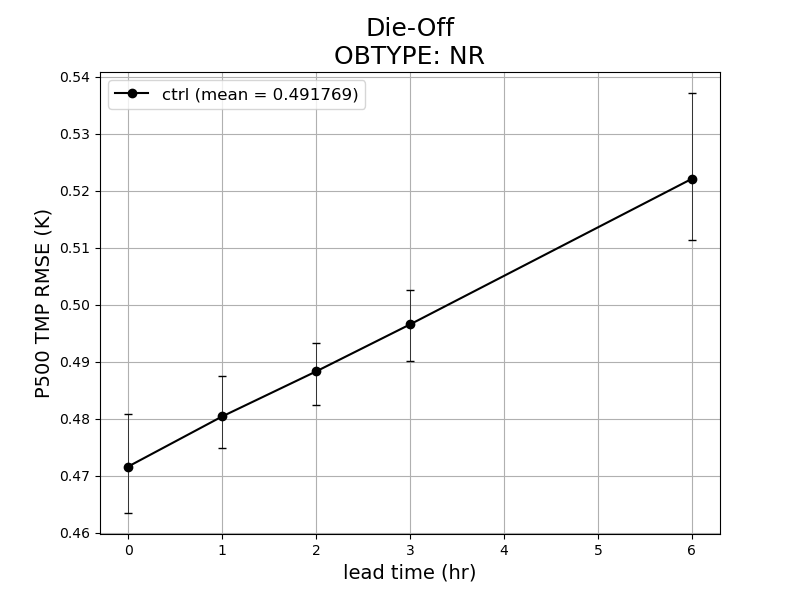 Die-Off
OBTYPE: NR
ctrl (mean = 0.491769)
P500 TMP RMSE (K)
0.54
0.53
0.52
0.51
0.50
0.49
0.48
0.47
0.46
0 1 2 3 4 5 6
lead time (hr)